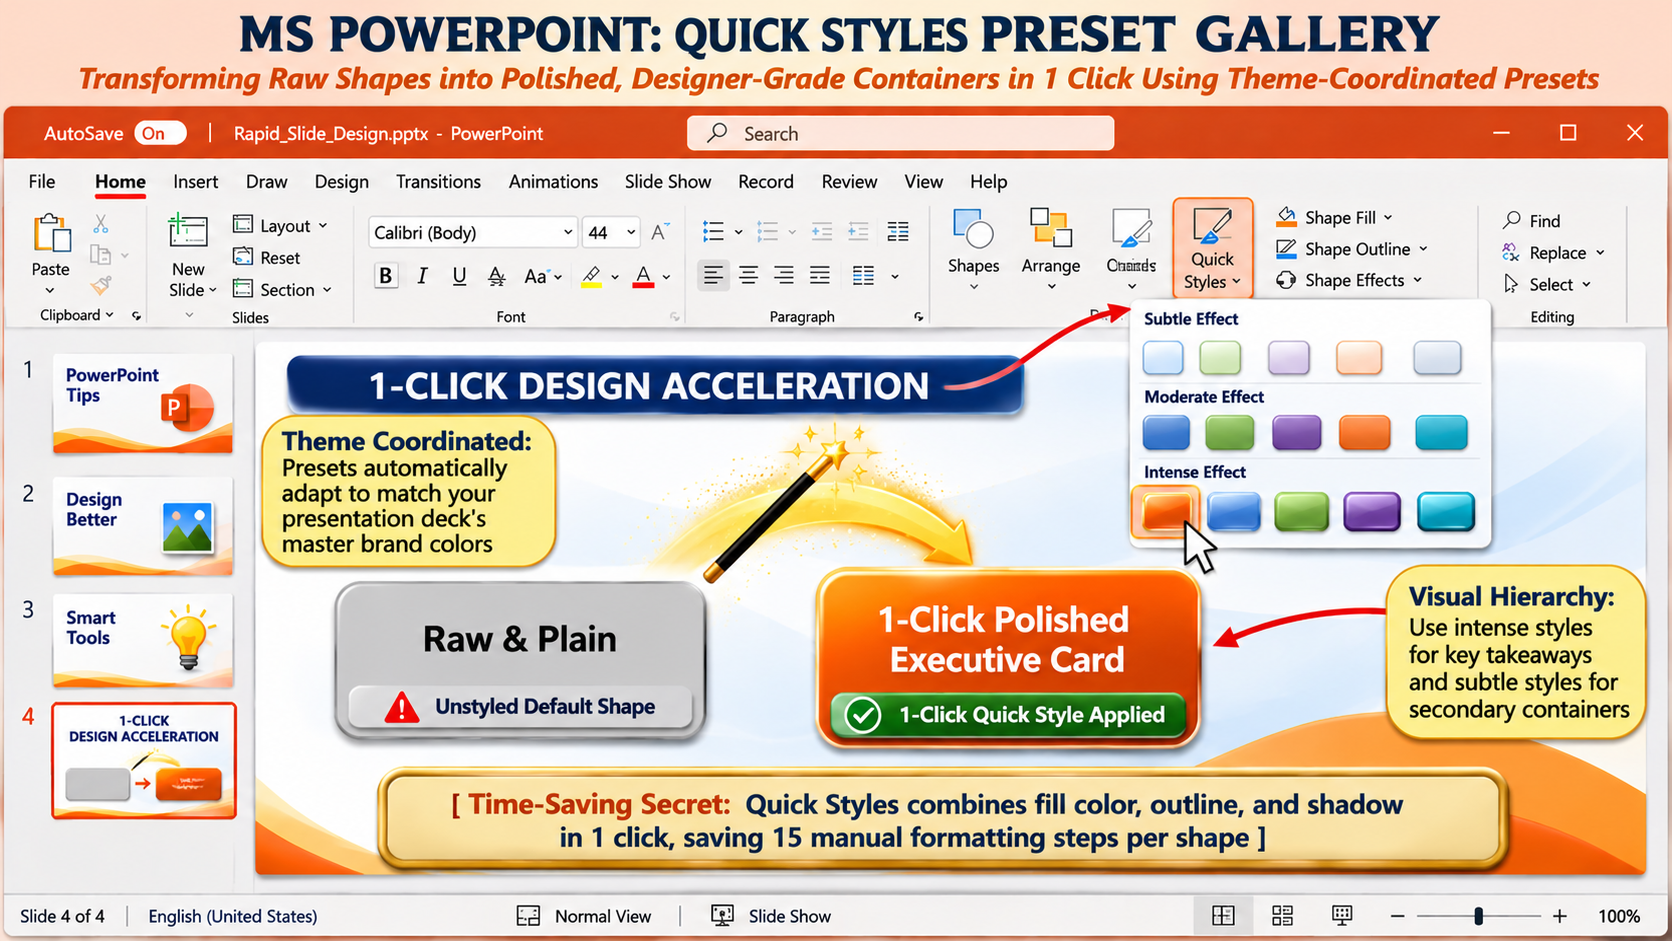 MS POWERPOINT: QUICK STYLES PRESET GALLERY
Transforming Raw Shapes into Polished, Designer-Grade Containers in 1 Click Using Theme-Coordinated Presets
AutoSave On | Rapid_Slide_Design.pptx - PowerPoint
Search
File Home Insert Draw Design Transitions Animations Slide Show Record Review View Help
Paste
Clipboard
New
Slide
Layout
Reset
Section
Slides
Calibri (Body) 44 A
B I U A Aa A
Font
Paragraph
Shapes
Arrange
Quick
Styles
Shape Fill
Shape Outline
Shape Effects
Find
Replace
Select
Editing
Subtle Effect
Moderate Effect
Intense Effect
1
PowerPoint
Tips
P
2
Design
Better
3
Smart
Tools
4
1-CLICK
DESIGN ACCELERATION
1-CLICK DESIGN ACCELERATION
Theme Coordinated:
Presets automatically
adapt to match your
presentation deck's
master brand colors
Raw & Plain
Unstyled Default Shape
1-Click Polished
Executive Card
1-Click Quick Style Applied
Visual Hierarchy:
Use intense styles
for key takeaways
and subtle styles for
secondary containers
[ Time-Saving Secret: Quick Styles combines fill color, outline, and shadow
in 1 click, saving 15 manual formatting steps per shape ]
Slide 4 of 4 | English (United States)
Normal View | Slide Show
100%